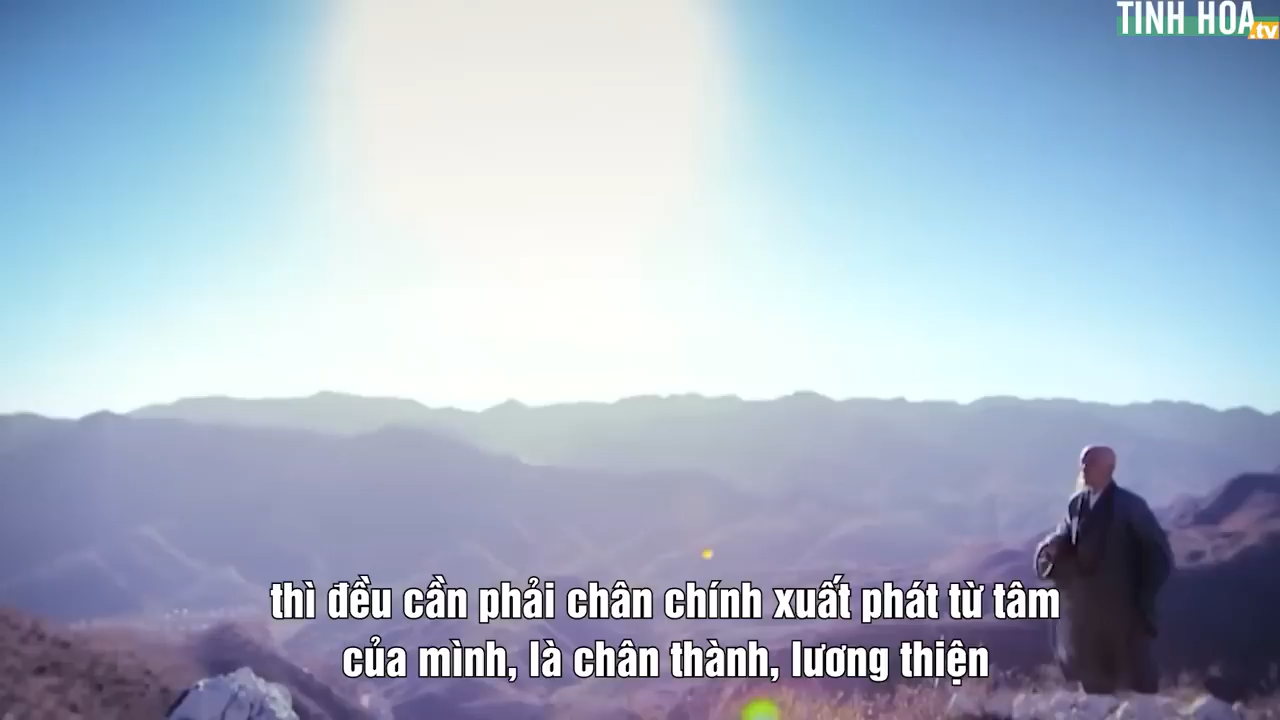 TINH HOA
.tv
thì đều cần phải chân chính xuất phát từ tâm
của mình, là chân thành, lương thiện